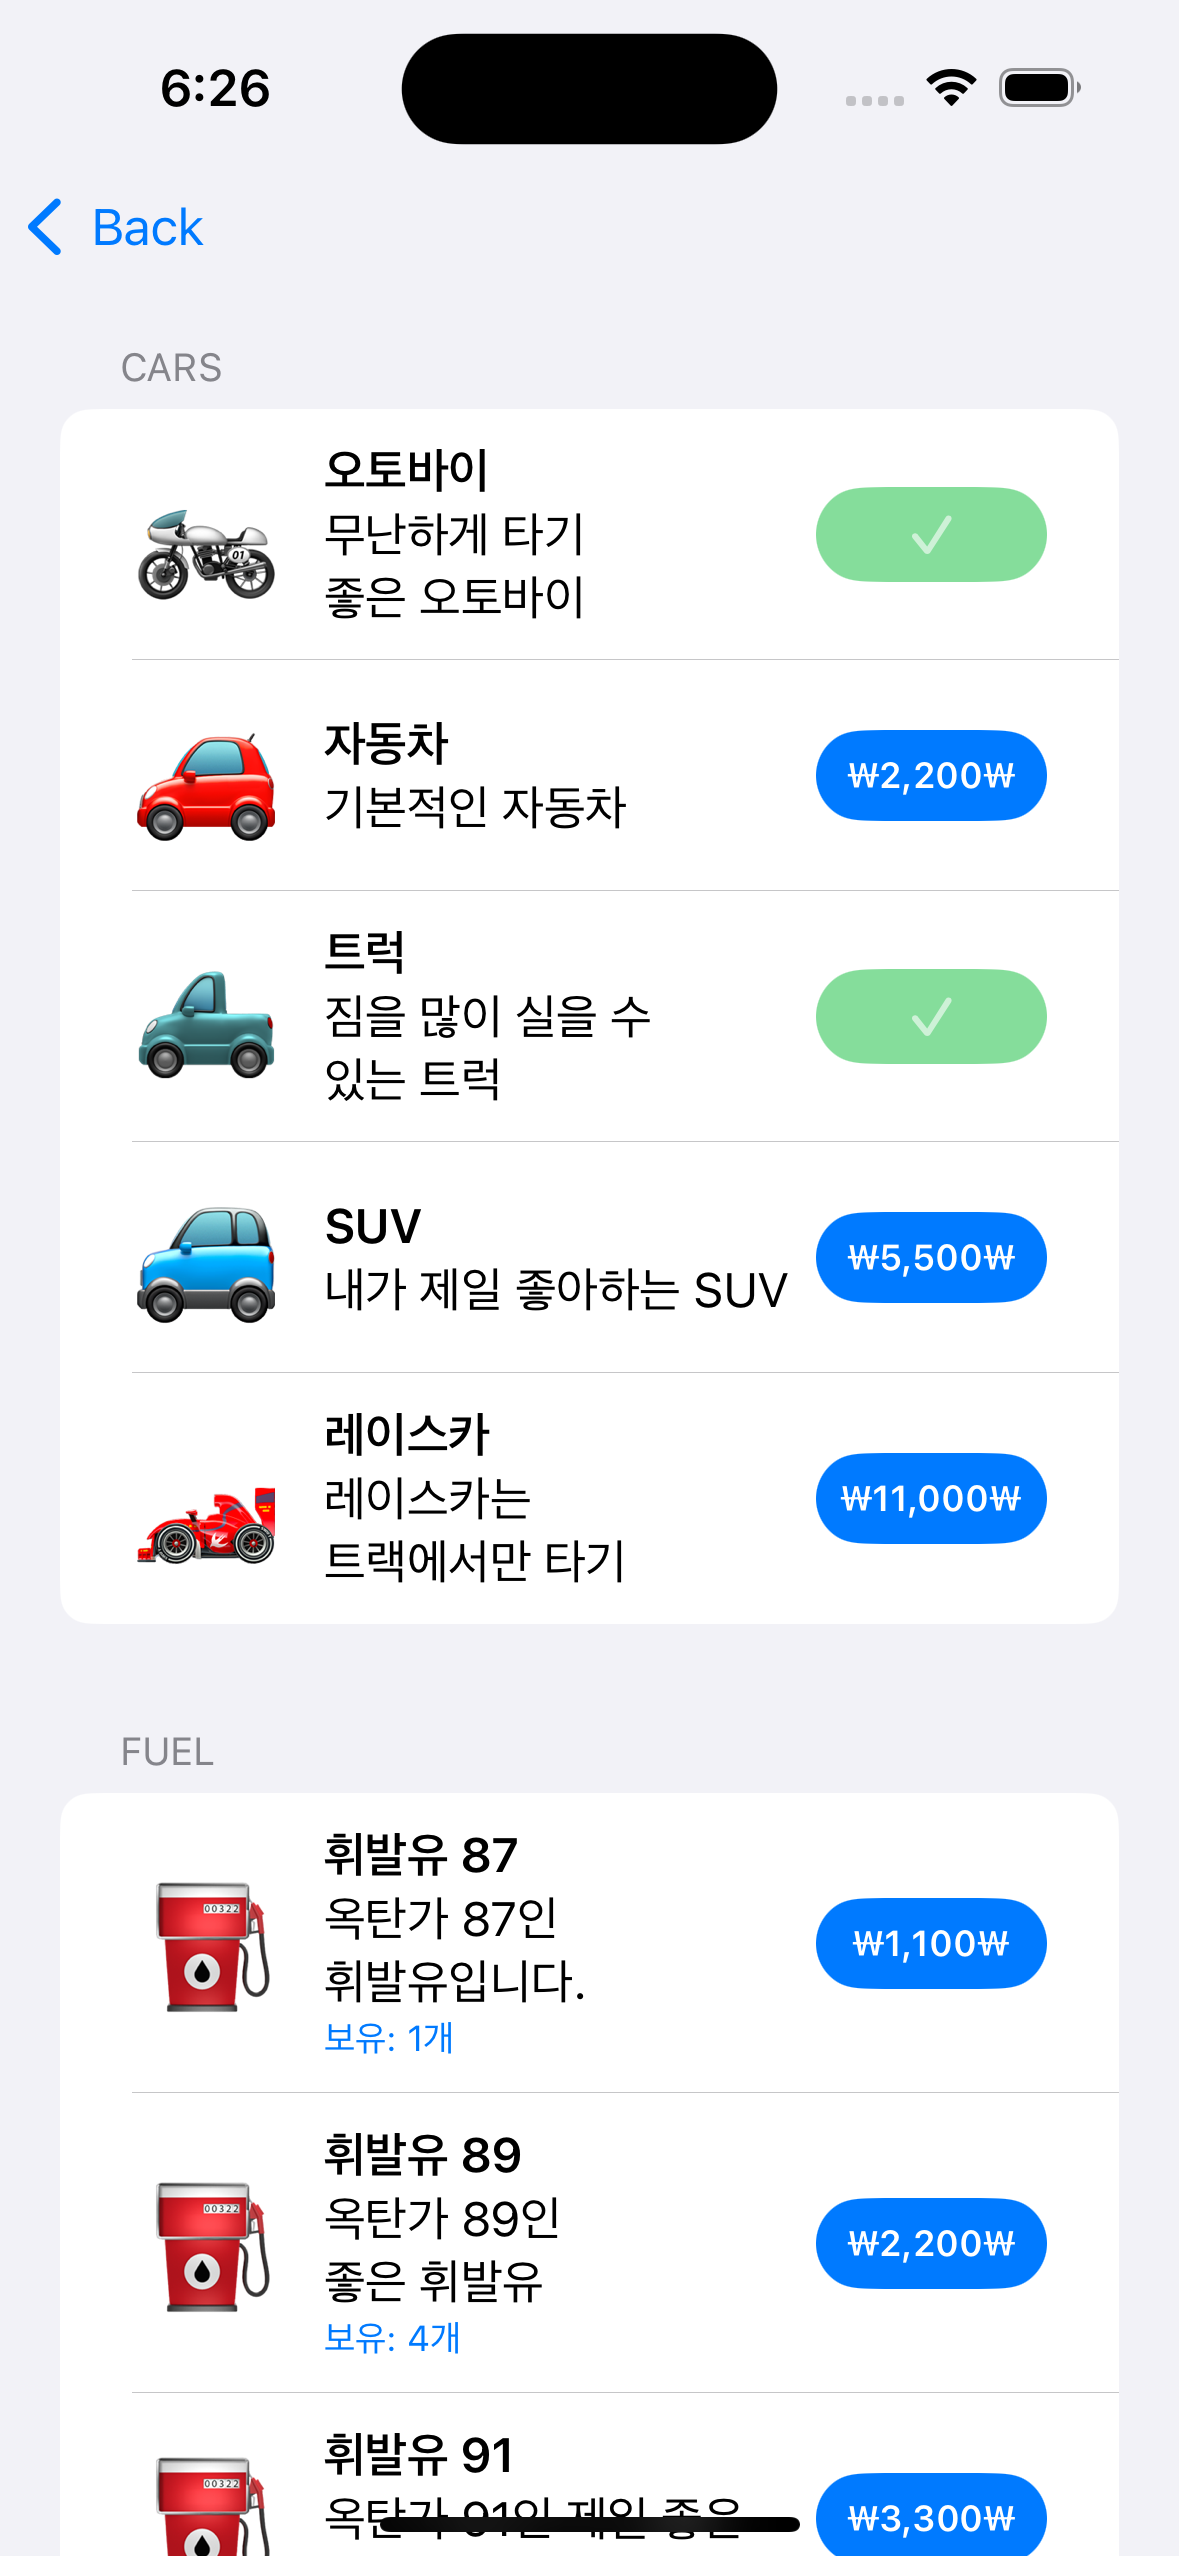 6:26
Back
CARS
오토바이
무난하게 타기
좋은 오토바이
자동차
기본적인 자동차
₩2,200₩
트럭
짐을 많이 실을 수
있는 트럭
SUV
내가 제일 좋아하는 SUV
₩5,500₩
레이스카
레이스카는
트랙에서만 타기
₩11,000₩
FUEL
휘발유 87
옥탄가 87인
휘발유입니다.
보유: 1개
₩1,100₩
휘발유 89
옥탄가 89인
좋은 휘발유
보유: 4개
₩2,200₩
휘발유 91
옥탄가 91인 제일 좋은
₩3,300₩